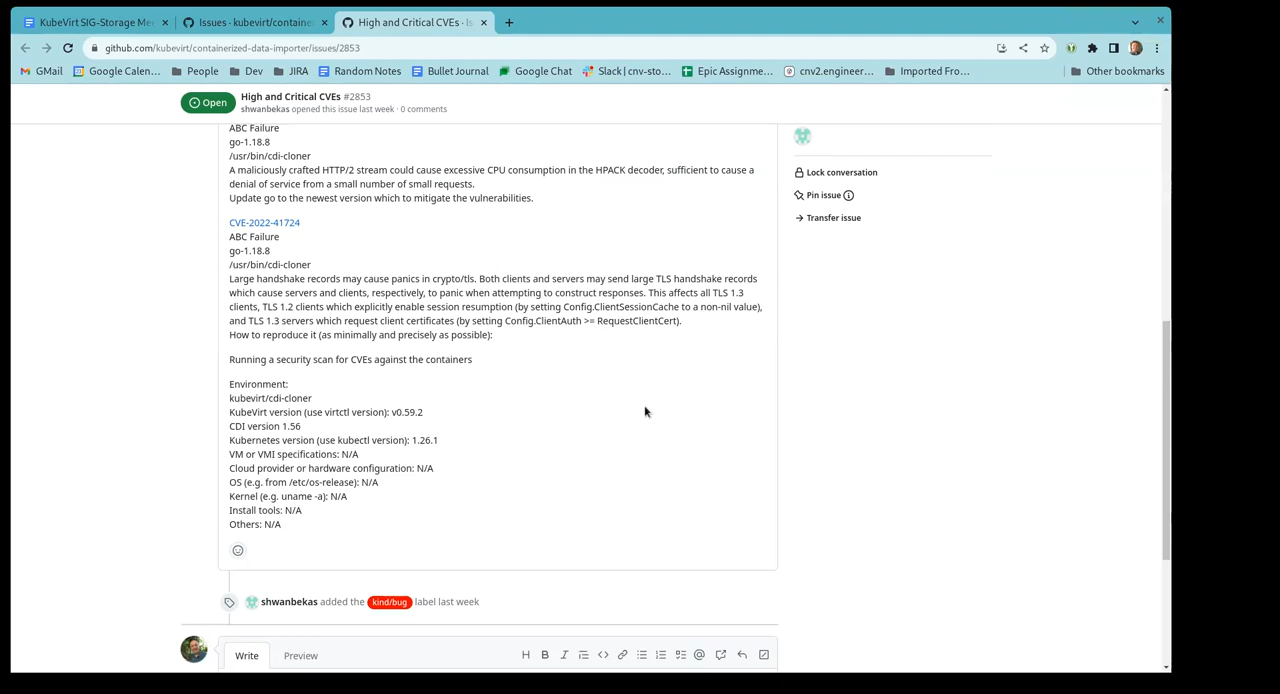 KubeVirt SIG-Storage Me
Issues · kubevirt/containe
High and Critical CVEs · Is
github.com/kubevirt/containerized-data-importer/issues/2853
GMail
Google Calen...
People
Dev
JIRA
Random Notes
Bullet Journal
Google Chat
Slack | cnv-sto...
Epic Assignme...
cnv2.engineer...
Imported Fro...
Other bookmarks
Open
High and Critical CVEs #2853
shwanbekas opened this issue last week · 0 comments
ABC Failure
go-1.18.8
/usr/bin/cdi-cloner
A maliciously crafted HTTP/2 stream could cause excessive CPU consumption in the HPACK decoder, sufficient to cause a
denial of service from a small number of small requests.
Update go to the newest version which to mitigate the vulnerabilities.
CVE-2022-41724
ABC Failure
go-1.18.8
/usr/bin/cdi-cloner
Large handshake records may cause panics in crypto/tls. Both clients and servers may send large TLS handshake records
which cause servers and clients, respectively, to panic when attempting to construct responses. This affects all TLS 1.3
clients, TLS 1.2 clients which explicitly enable session resumption (by setting Config.ClientSessionCache to a non-nil value),
and TLS 1.3 servers which request client certificates (by setting Config.ClientAuth >= RequestClientCert).
How to reproduce it (as minimally and precisely as possible):
Running a security scan for CVEs against the containers
Environment:
kubevirt/cdi-cloner
KubeVirt version (use virtctl version): v0.59.2
CDI version 1.56
Kubernetes version (use kubectl version): 1.26.1
VM or VMI specifications: N/A
Cloud provider or hardware configuration: N/A
OS (e.g. from /etc/os-release): N/A
Kernel (e.g. uname -a): N/A
Install tools: N/A
Others: N/A
Lock conversation
Pin issue
Transfer issue
shwanbekas added the kind/bug label last week
Write
Preview